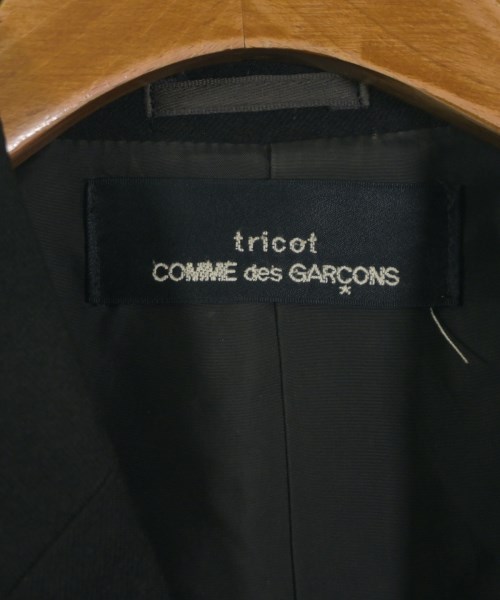 tricot
COMME des GARÇONS
*